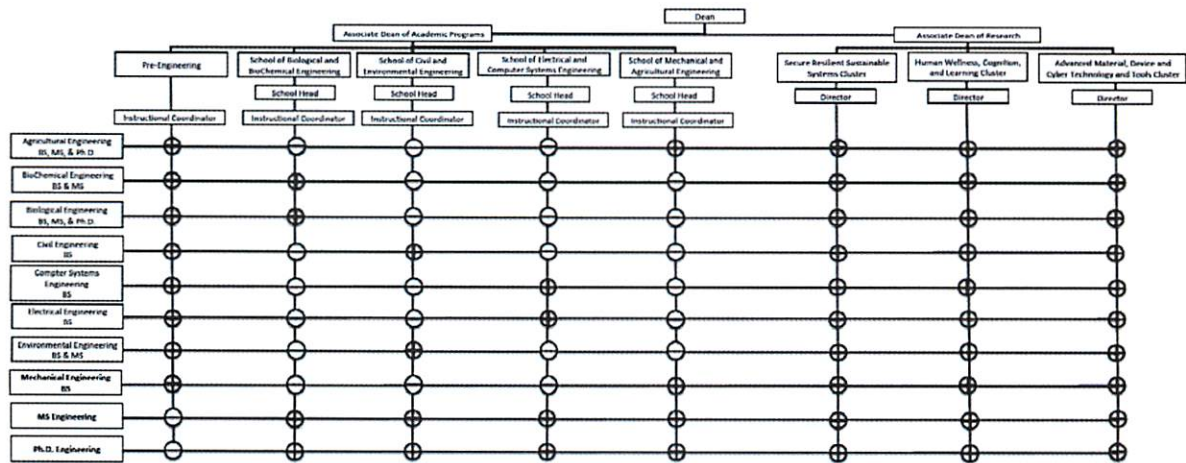 Dean
Associate Dean of Academic Programs
Associate Dean of Research
Pre-Engineering
School of Biological and
BioChemical Engineering
School of Civil and
Environmental Engineering
School of Electrical and
Computer Systems Engineering
School of Mechanical and
Agricultural Engineering
Secure Resilient Sustainable
Systems Cluster
Human Wellness, Cognition,
and Learning Cluster
Advanced Material, Device and
Cyber Technology and Tools Cluster
School Head
School Head
School Head
School Head
Director
Director
Director
Instructional Coordinator
Instructional Coordinator
Instructional Coordinator
Instructional Coordinator
Instructional Coordinator
Agricultural Engineering
BS, MS, & Ph.D.
BioChemical Engineering
BS & MS
Biological Engineering
BS, MS, & Ph.D.
Civil Engineering
BS
Compter Systems
Engineering
BS
Electrical Engineering
BS
Environmental Engineering
BS & MS
Mechanical Engineering
BS
MS Engineering
Ph.D. Engineering